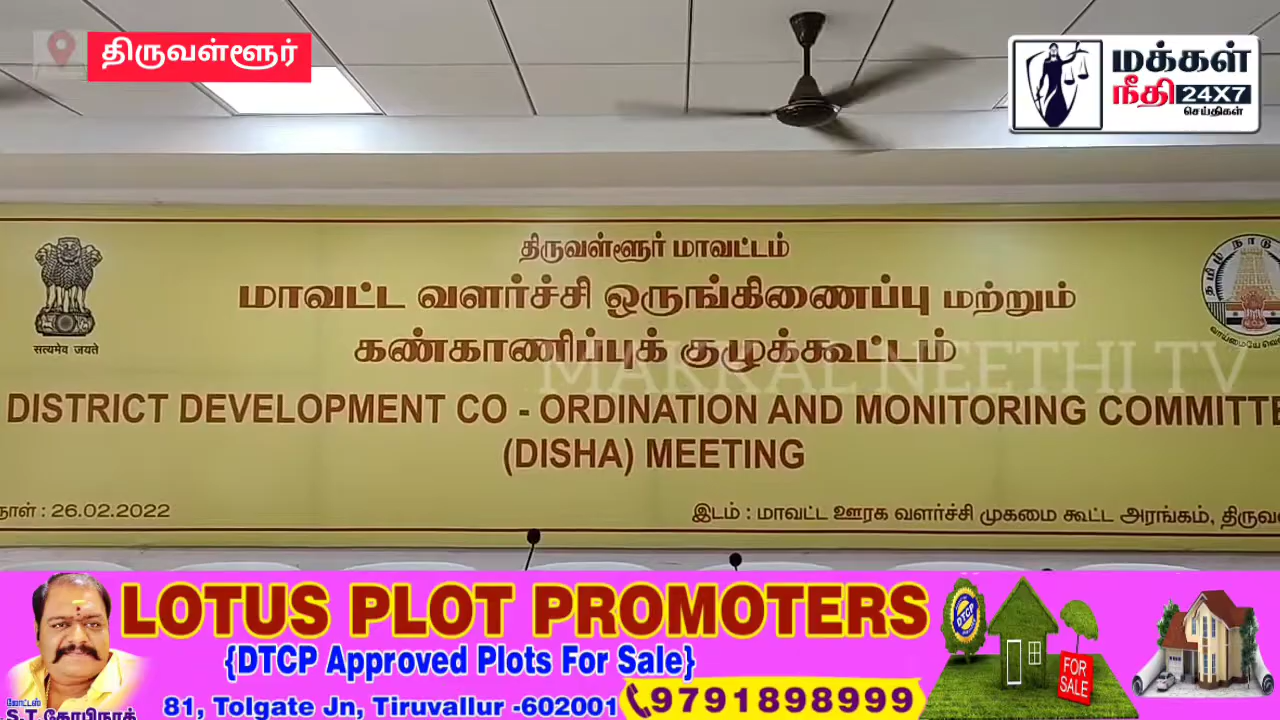 திருவள்ளூர்
மக்கள்
நீதி 24X7
செய்திகள்
திருவள்ளூர் மாவட்டம்
மாவட்ட வளர்ச்சி ஒருங்கிணைப்பு மற்றும்
கண்காணிப்புக் குழுக்கூட்டம்
सत्यमेव जयते
தமிழ் நாடு
வாய்மையே
MAKKAL NEETHI TV
DISTRICT DEVELOPMENT CO - ORDINATION AND MONITORING COMMITTE
(DISHA) MEETING
நாள் : 26.02.2022
இடம் : மாவட்ட ஊரக வளர்ச்சி முகமை கூட்ட அரங்கம்,
LOTUS PLOT PROMOTERS
{DTCP Approved Plots For Sale}
81, Tolgate Jn, Tiruvallur -602001
9791898999
லோட்டஸ்
S.T. கோபிநாத்
DTCP
FOR
SALE